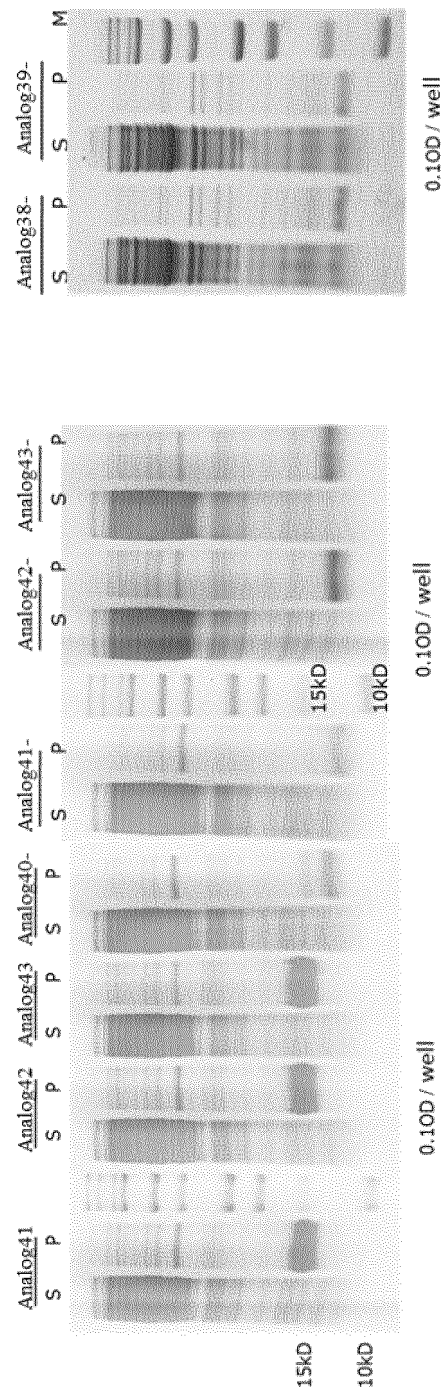 Analog41 Analog42 Analog43 Analog40- Analog41- Analog42- Analog43- Analog38- Analog39-
S P S P S P S P S P S P S P S P S P M
15kD
10kD
15kD
10kD
0.1OD / well 0.1OD / well 0.1OD / well